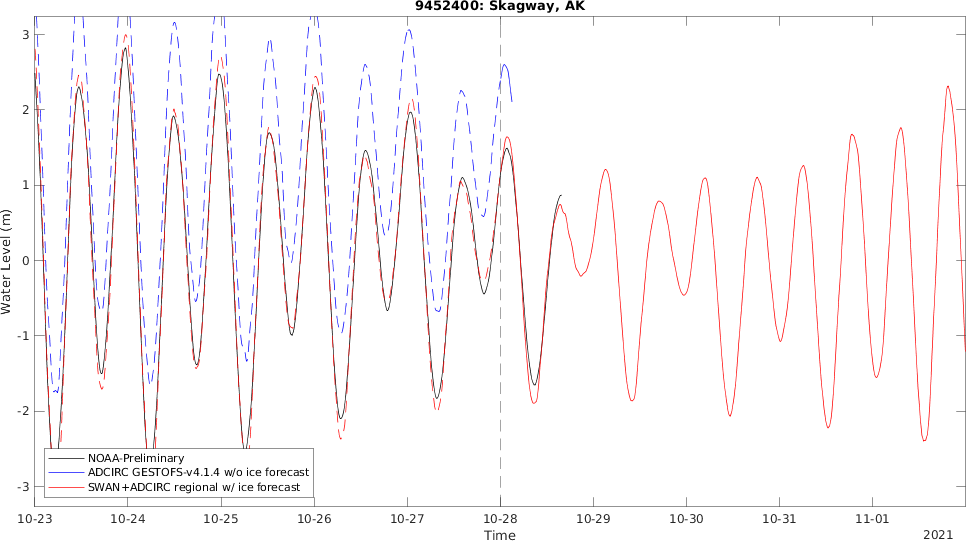 9452400: Skagway, AK
3
2
1
0
-1
-2
-3
Water Level (m)
NOAA-Preliminary
ADCIRC GESTOFS-v4.1.4 w/o ice forecast
SWAN+ADCIRC regional w/ ice forecast
10-23 10-24 10-25 10-26 10-27 10-28 10-29 10-30 10-31 11-01
Time
2021